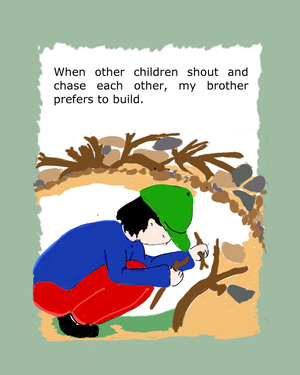 When other children shout and
chase each other, my brother
prefers to build.